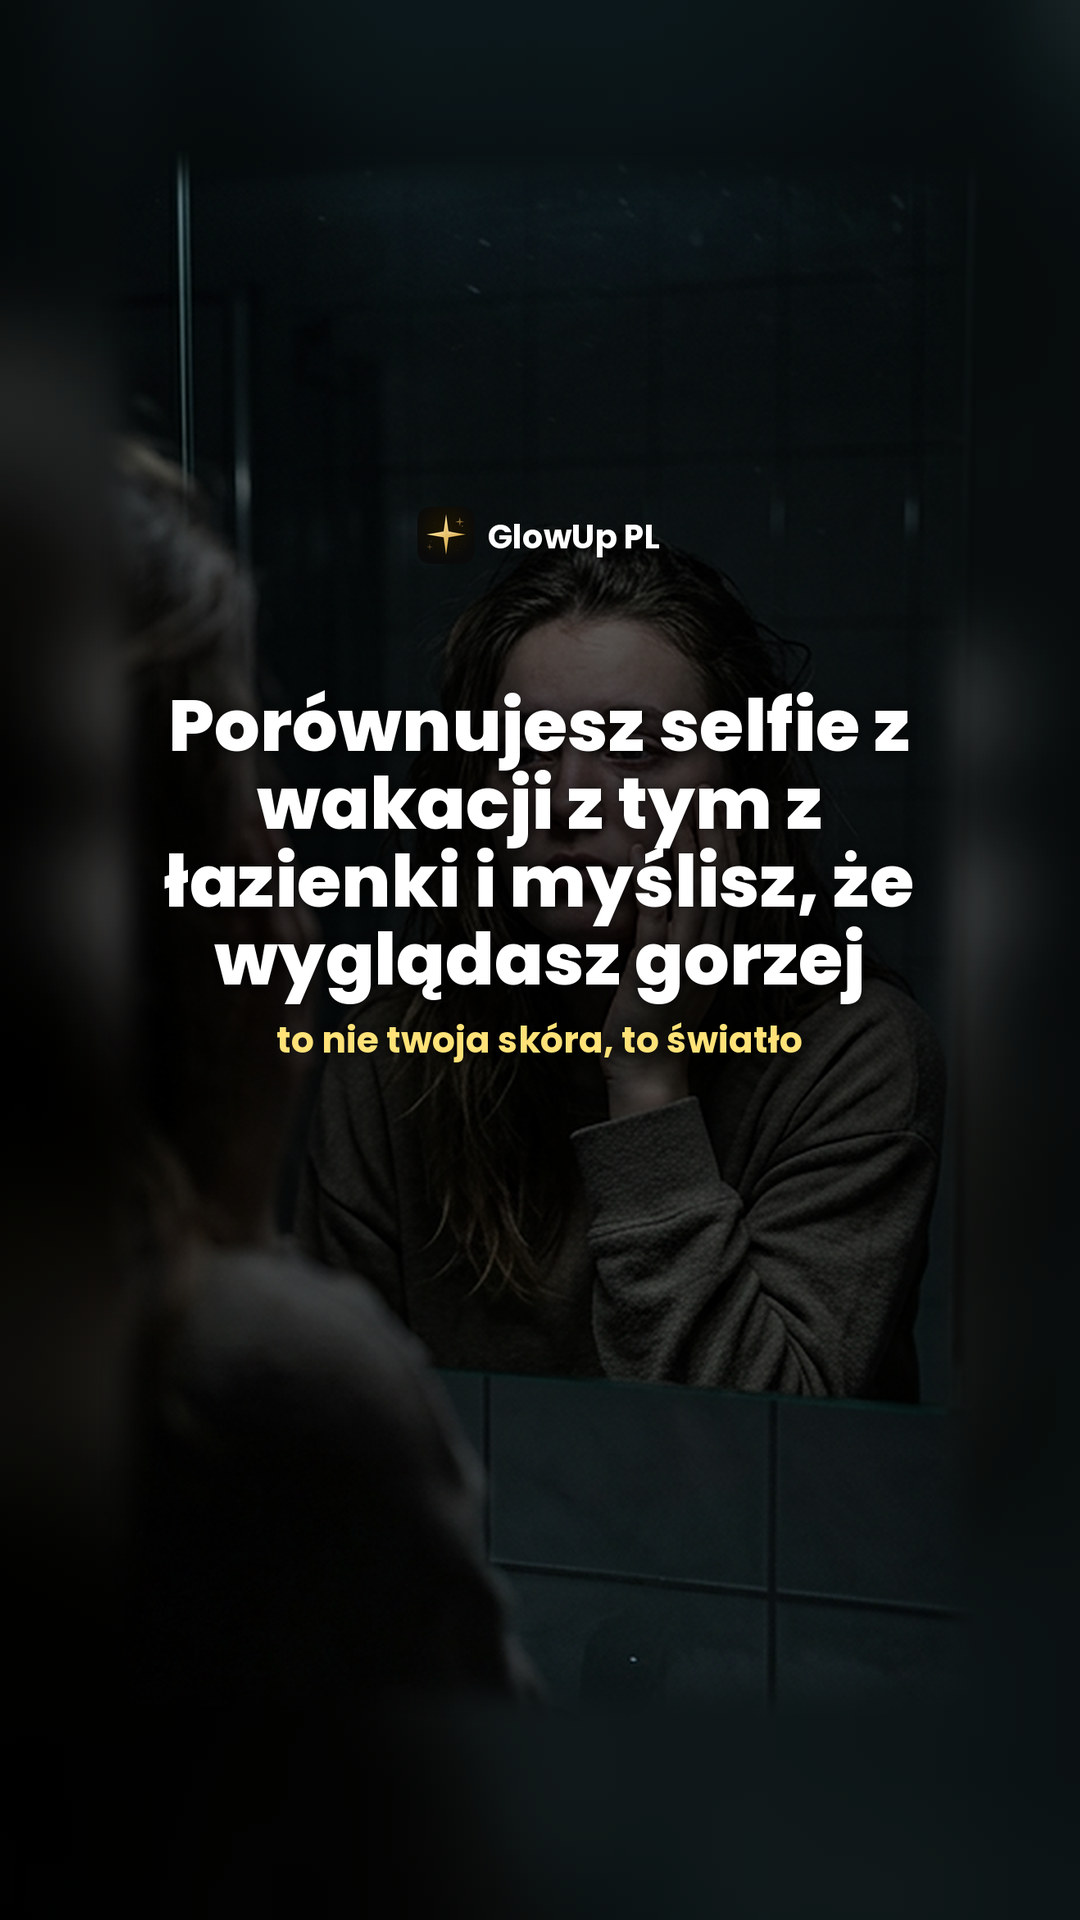 GlowUp PL
Porównujesz selfie z
wakacji z tym z
łazienki i myślisz, że
wyglądasz gorzej
to nie twoja skóra, to światło